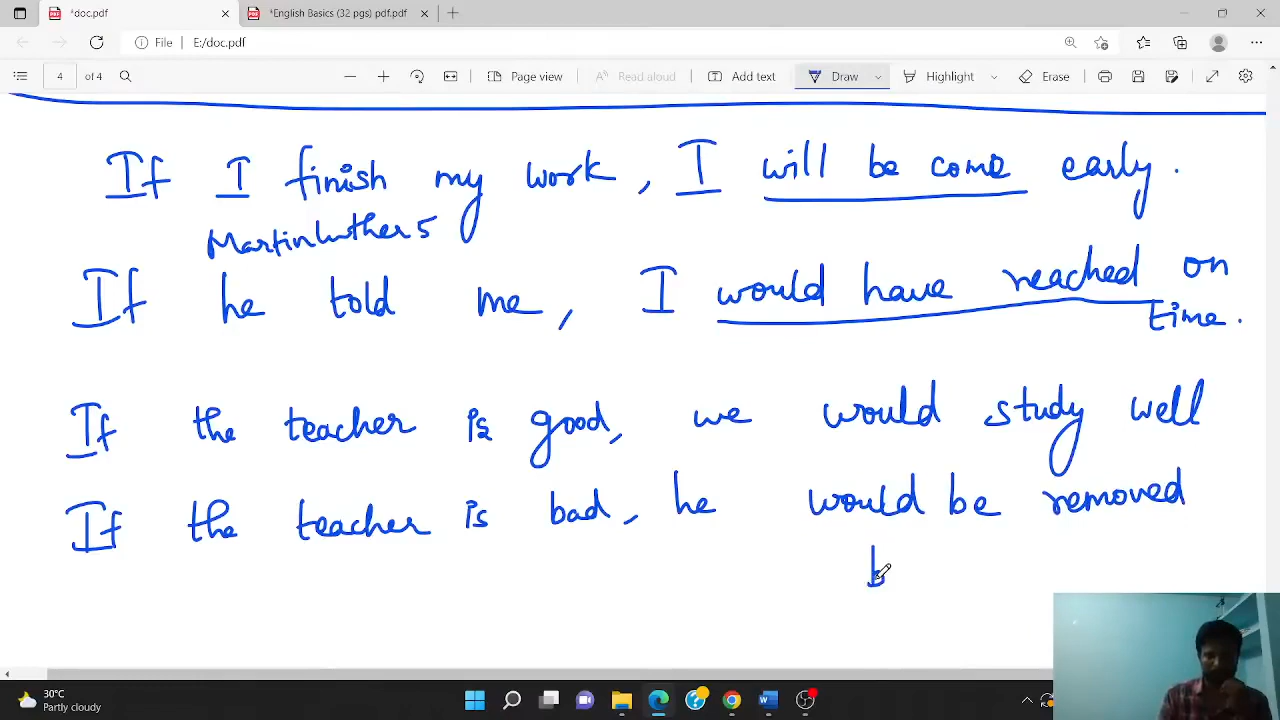 *doc.pdf
*English Basics (32 pgs) pdf.pdf
File E:/doc.pdf
4 of 4 Page view Read aloud Add text Draw Highlight Erase
If I finish my work, I will be come early.
Martinluther5
If he told me, I would have reached on
time.
If the teacher is good, we would study well
If the teacher is bad, he would be removed
b
30°C
Partly cloudy